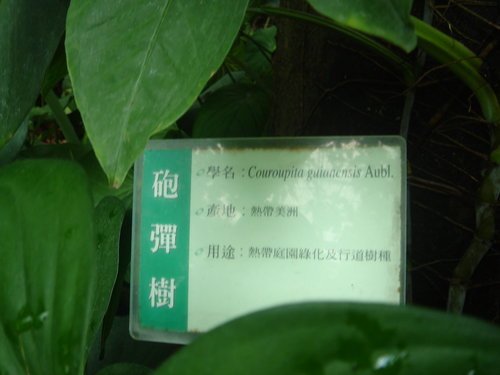 砲彈樹
學名：Couroupita guianensis Aubl.
產地：熱帶美洲
用途：熱帶庭園綠化及行道樹種